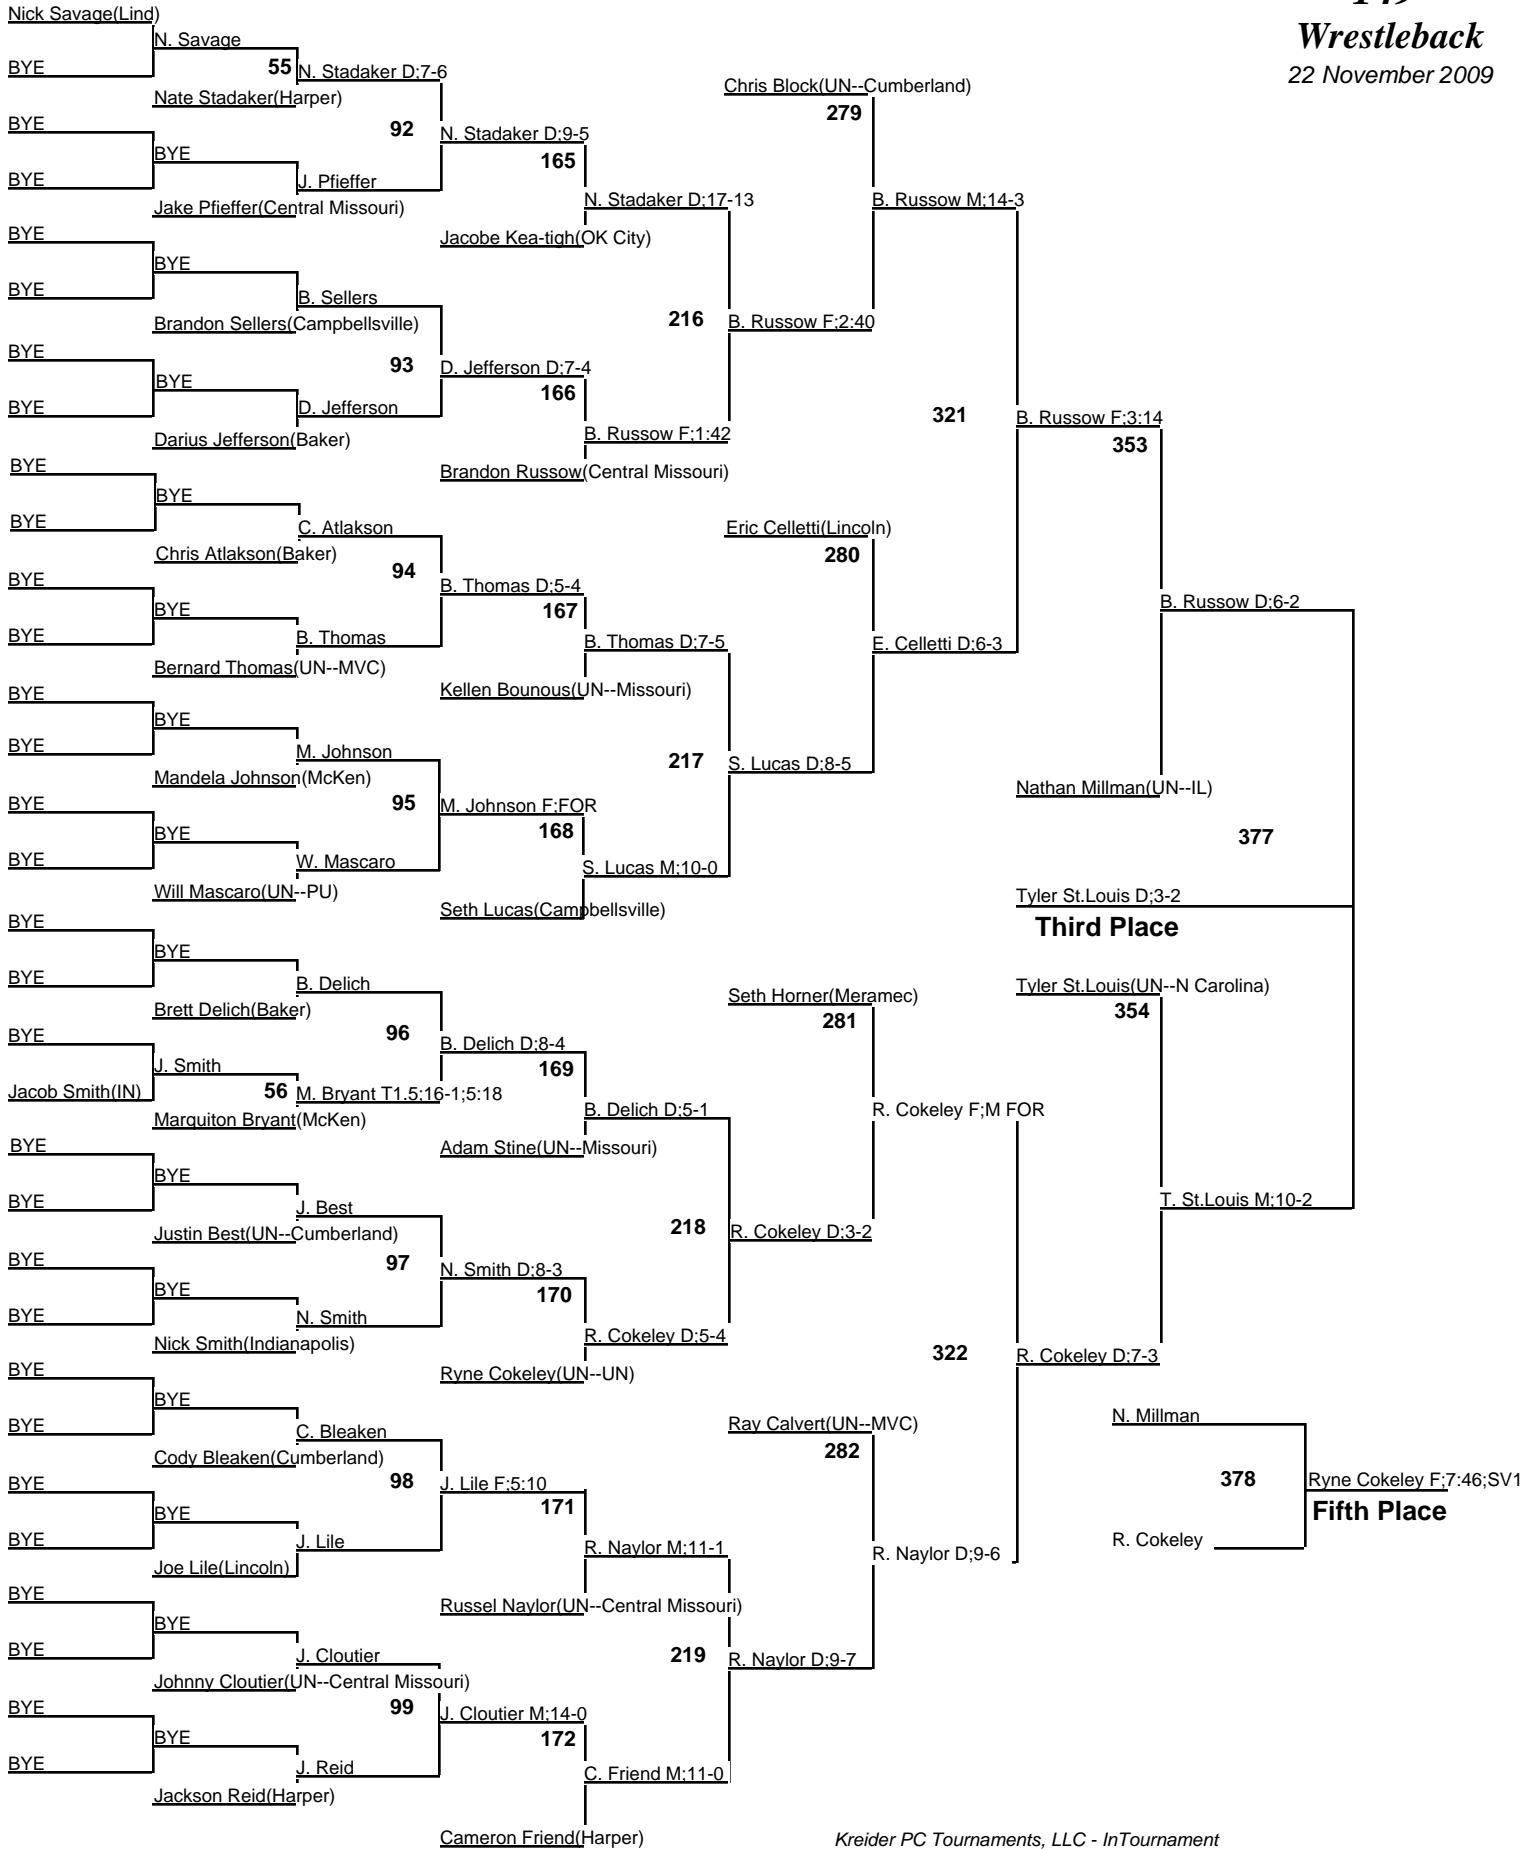 Wrestleback
22 November 2009
Nick Savage(Lind)
N. Savage
BYE
55
N. Stadaker D;7-6
Nate Stadaker(Harper)
Chris Block(UN--Cumberland)
279
BYE
92
N. Stadaker D;9-5
BYE
165
BYE
J. Pfieffer
N. Stadaker D;17-13
B. Russow M;14-3
Jake Pfieffer(Central Missouri)
BYE
Jacobe Kea-tigh(OK City)
BYE
BYE
B. Sellers
Brandon Sellers(Campbellsville)
216
B. Russow F;2:40
BYE
93
D. Jefferson D;7-4
BYE
166
BYE
D. Jefferson
321
B. Russow F;3:14
Darius Jefferson(Baker)
B. Russow F;1:42
353
BYE
Brandon Russow(Central Missouri)
BYE
BYE
C. Atlakson
Eric Celletti(Lincoln)
Chris Atlakson(Baker)
280
BYE
94
B. Thomas D;5-4
BYE
167
B. Russow D;6-2
BYE
B. Thomas
B. Thomas D;7-5
E. Celletti D;6-3
Bernard Thomas(UN--MVC)
BYE
Kellen Bounous(UN--Missouri)
BYE
BYE
M. Johnson
217
S. Lucas D;8-5
Mandela Johnson(McKen)
Nathan Millman(UN--IL)
BYE
95
M. Johnson F;FOR
BYE
168
377
BYE
W. Mascaro
S. Lucas M;10-0
Will Mascaro(UN--PU)
Tyler St.Louis D;3-2
BYE
Seth Lucas(Campbellsville)
Third Place
BYE
BYE
B. Delich
Seth Horner(Meramec)
Tyler St.Louis(UN--N Carolina)
Brett Delich(Baker)
281
354
BYE
96
B. Delich D;8-4
J. Smith
169
Jacob Smith(IN)
56
M. Bryant T1.5;16-1;5:18
Marquiton Bryant(McKen)
B. Delich D;5-1
R. Cokeley F;M FOR
BYE
Adam Stine(UN--Missouri)
BYE
BYE
J. Best
T. St.Louis M;10-2
Justin Best(UN--Cumberland)
218
R. Cokeley D;3-2
BYE
97
N. Smith D;8-3
BYE
170
BYE
N. Smith
Nick Smith(Indianapolis)
R. Cokeley D;5-4
322
R. Cokeley D;7-3
BYE
Ryne Cokeley(UN--UN)
BYE
BYE
C. Bleaken
Ray Calvert(UN--MVC)
N. Millman
Cody Bleaken(Cumberland)
282
BYE
98
J. Lile F;5:10
378
Ryne Cokeley F;7:46;SV1
BYE
171
Fifth Place
BYE
J. Lile
R. Naylor M;11-1
R. Naylor D;9-6
R. Cokeley
Joe Lile(Lincoln)
BYE
Russel Naylor(UN--Central Missouri)
BYE
BYE
J. Cloutier
219
R. Naylor D;9-7
Johnny Cloutier(UN--Central Missouri)
BYE
99
J. Cloutier M;14-0
BYE
172
BYE
J. Reid
C. Friend M;11-0
Jackson Reid(Harper)
Cameron Friend(Harper)
Kreider PC Tournaments, LLC - InTournament